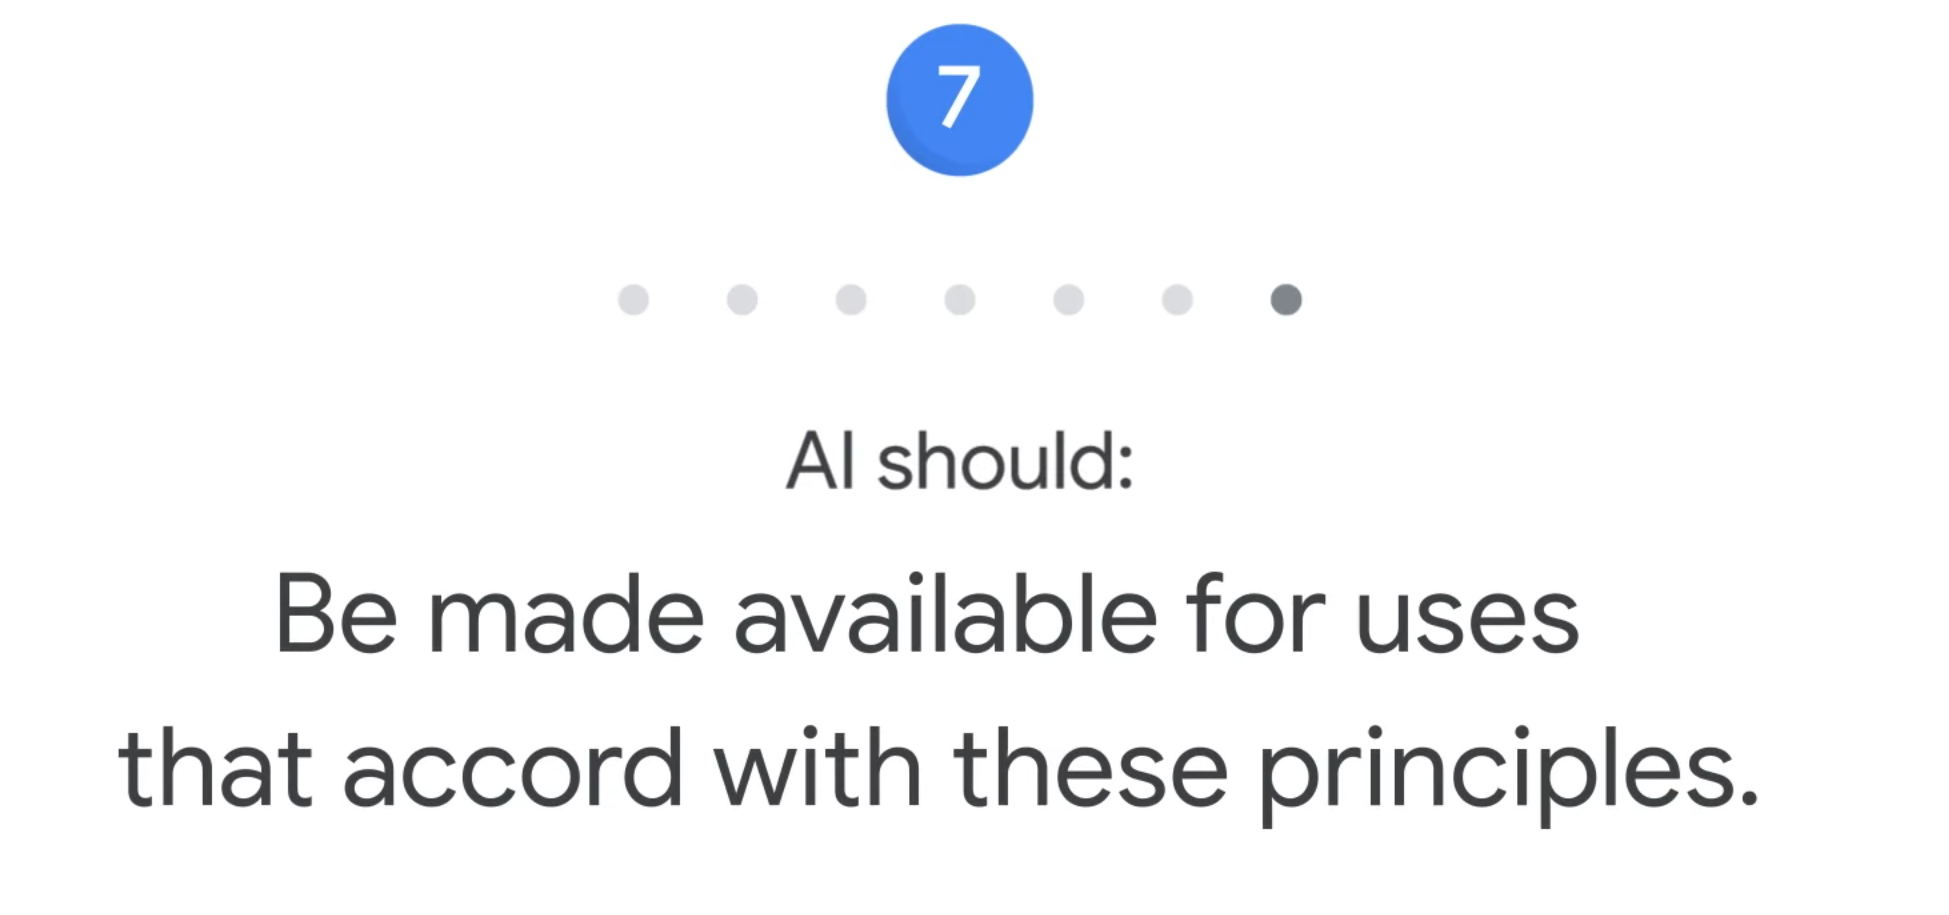 7
AI should:
Be made available for uses
that accord with these principles.